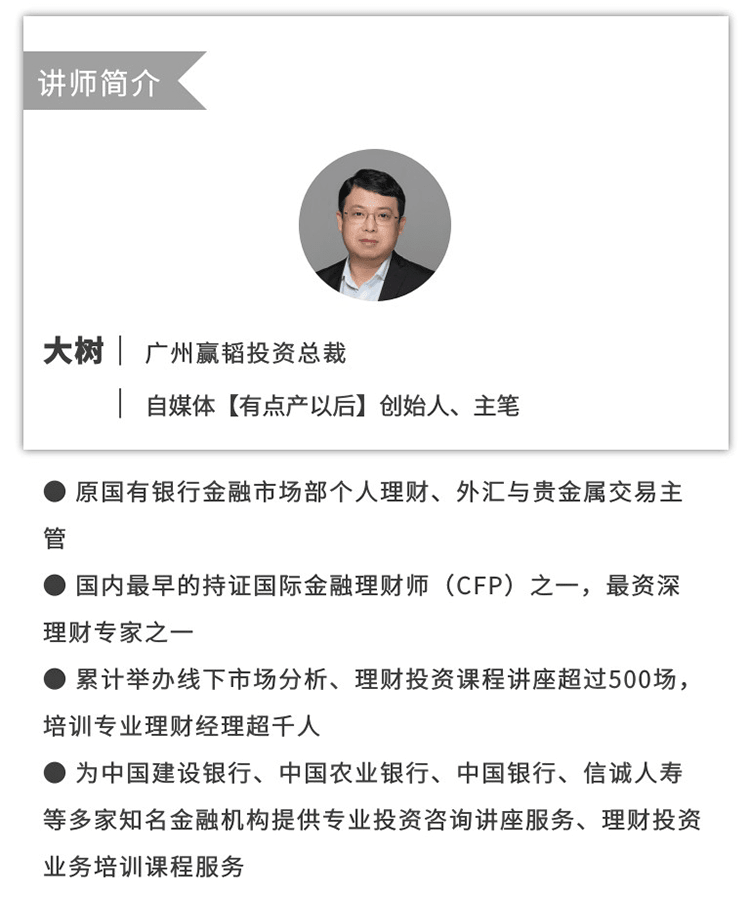 讲师简介
大树
广州赢韬投资总裁
自媒体【有点产以后】创始人、主笔
● 原国有银行金融市场部个人理财、外汇与贵金属交易主
管
● 国内最早的持证国际金融理财师（CFP）之一，最资深
理财专家之一
● 累计举办线下市场分析、理财投资课程讲座超过500场，
培训专业理财经理超千人
● 为中国建设银行、中国农业银行、中国银行、信诚人寿
等多家知名金融机构提供专业投资咨询讲座服务、理财投资
业务培训课程服务